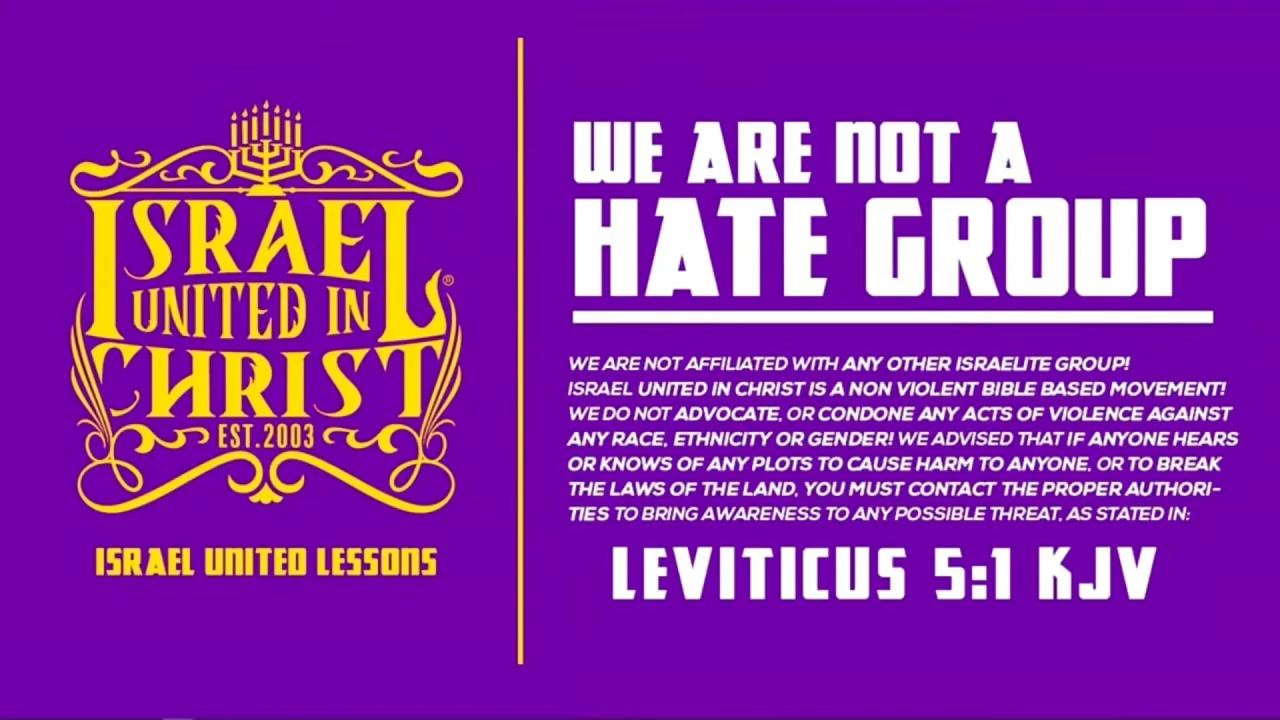 ISRAEL
UNITED IN
CHRIST
®
EST.2003
ISRAEL UNITED LESSONS
WE ARE NOT A
HATE GROUP
WE ARE NOT AFFILIATED WITH ANY OTHER ISRAELITE GROUP!
ISRAEL UNITED IN CHRIST IS A NON VIOLENT BIBLE BASED MOVEMENT!
WE DO NOT ADVOCATE, OR CONDONE ANY ACTS OF VIOLENCE AGAINST
ANY RACE, ETHNICITY OR GENDER! WE ADVISED THAT IF ANYONE HEARS
OR KNOWS OF ANY PLOTS TO CAUSE HARM TO ANYONE, OR TO BREAK
THE LAWS OF THE LAND, YOU MUST CONTACT THE PROPER AUTHORI-
TIES TO BRING AWARENESS TO ANY POSSIBLE THREAT, AS STATED IN:
LEVITICUS 5:1 KJV